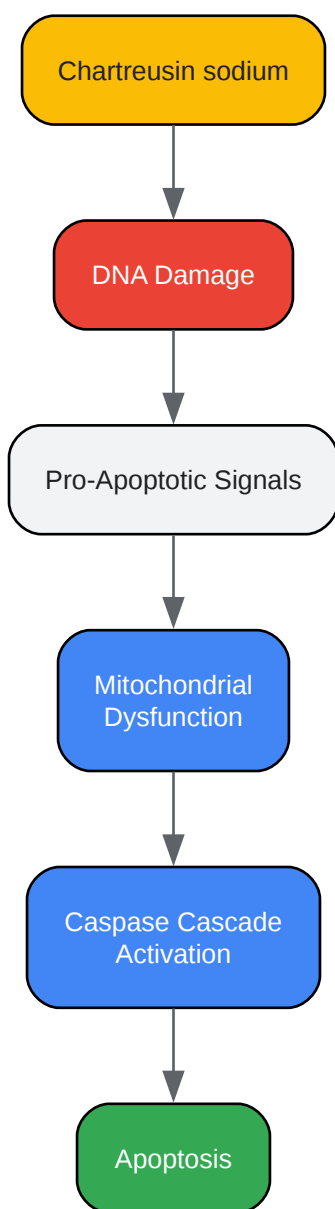 Chartreusin sodium
DNA Damage
Pro-Apoptotic Signals
Mitochondrial
Dysfunction
Caspase Cascade
Activation
Apoptosis